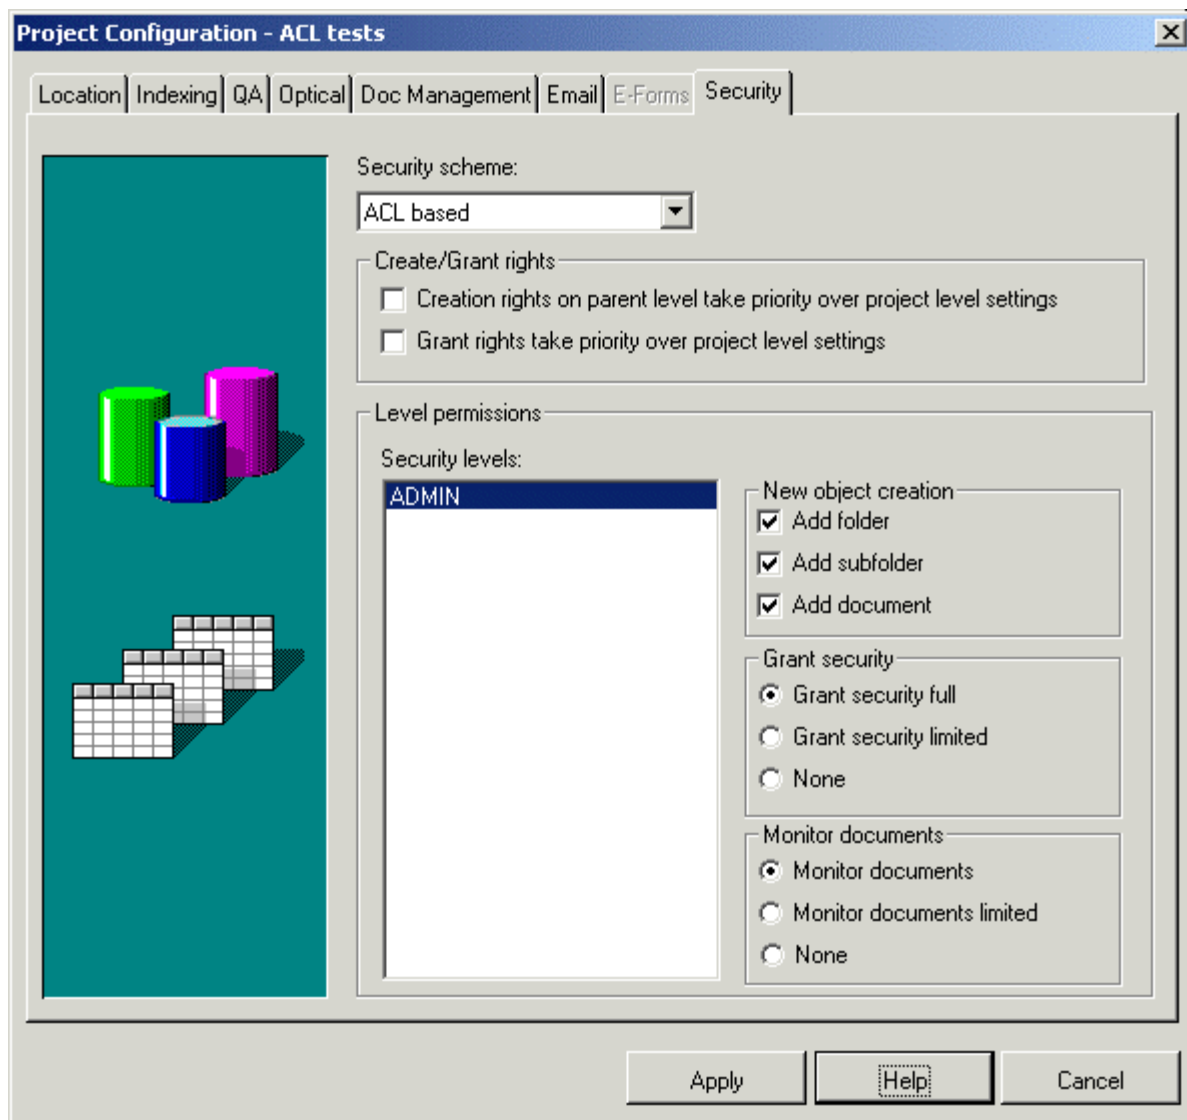 Project Configuration - ACL tests
Location Indexing QA Optical Doc Management Email E-Forms Security
Security scheme:
ACL based
Create/Grant rights
Creation rights on parent level take priority over project level settings
Grant rights take priority over project level settings
Level permissions
Security levels:
ADMIN
New object creation
Add folder
Add subfolder
Add document
Grant security
Grant security full
Grant security limited
None
Monitor documents
Monitor documents
Monitor documents limited
None
Apply Help Cancel